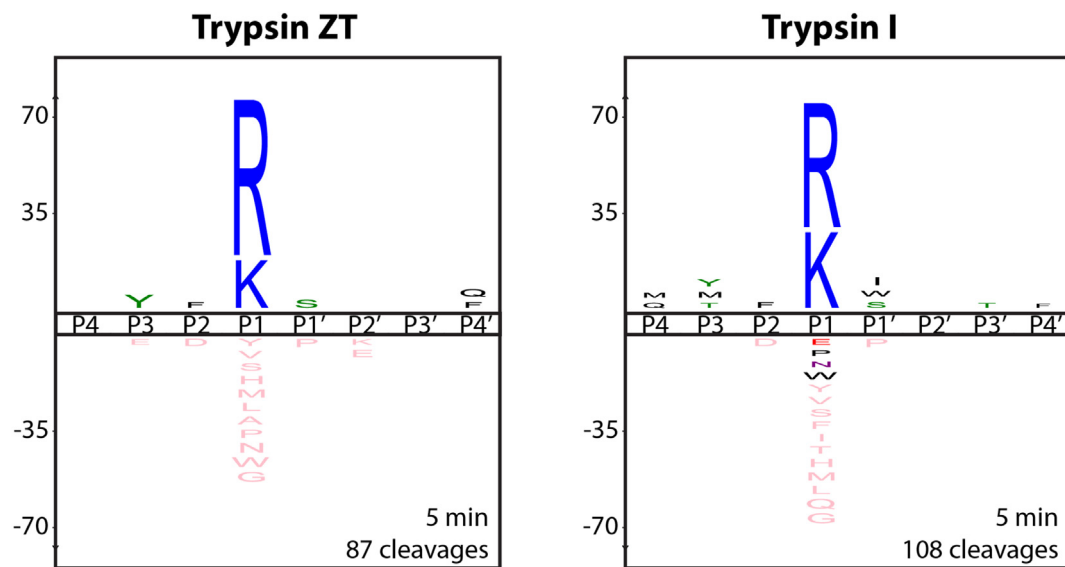 Trypsin ZT
70
R
35
K
Q
Y F S F
P4 P3 P2 P1 P1′ P2′ P3′ P4′
E D Y P K
V E
S
H
M
L
A
-35 P
N
W
G
5 min
-70
87 cleavages
Trypsin I
70
R
35
K
Y I
M M W
Q T F S T F
P4 P3 P2 P1 P1′ P2′ P3′ P4′
D E P
P
N
W
Y
V
S
F
-35
I
T
H
M
L
Q
G 5 min
-70
108 cleavages